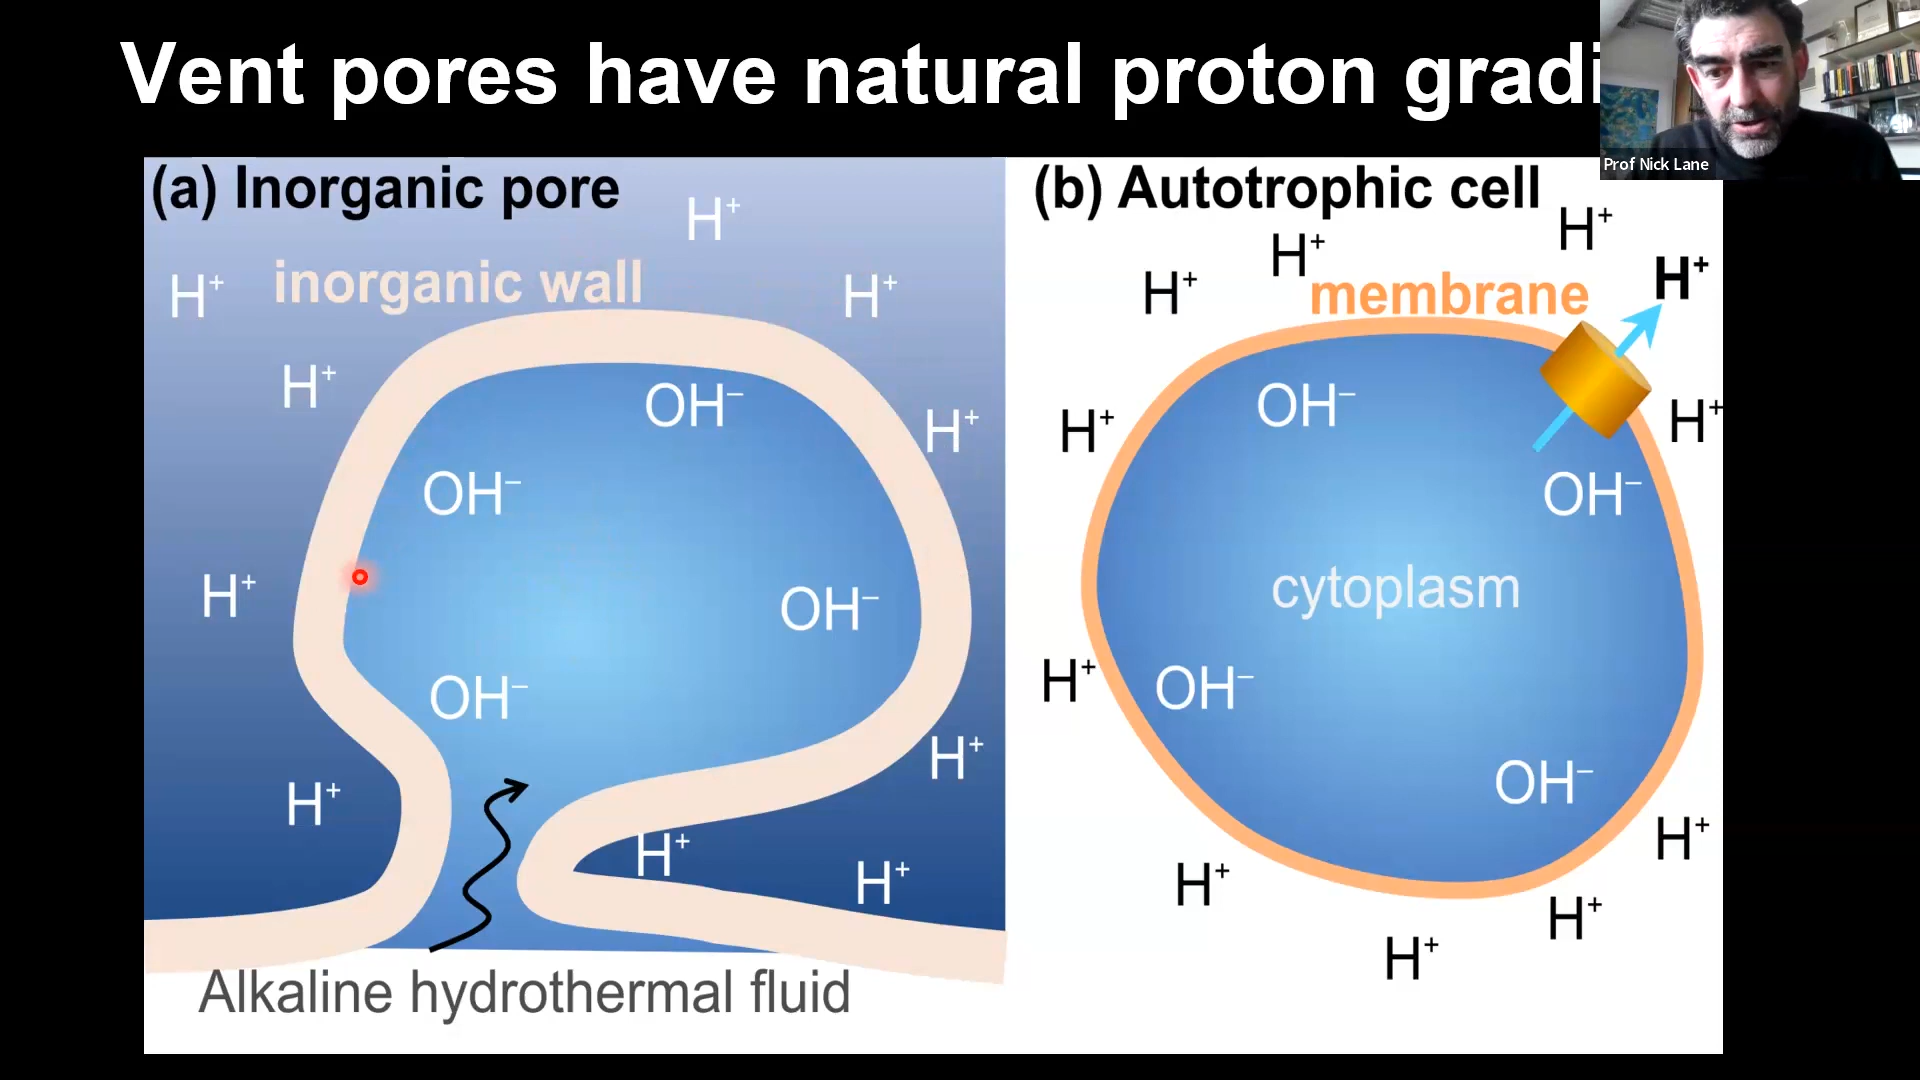 Vent pores have natural proton gradi
Prof Nick Lane
(a) Inorganic pore
H⁺
inorganic wall
H⁺
H⁺
H⁺
OH⁻
H⁺
OH⁻
H⁺
OH⁻
OH⁻
H⁺
H⁺
H⁺
H⁺
Alkaline hydrothermal fluid
(b) Autotrophic cell
H⁺
H⁺
H⁺
H⁺
membrane
OH⁻
H⁺
H⁺
OH⁻
cytoplasm
H⁺
OH⁻
OH⁻
H⁺
H⁺
H⁺
H⁺